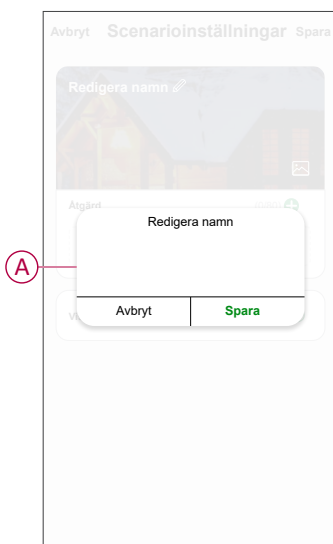 Avbryt Scenarioinställningar Spara
Redigera namn
Åtgärd
Redigera namn
A
Avbryt Spara